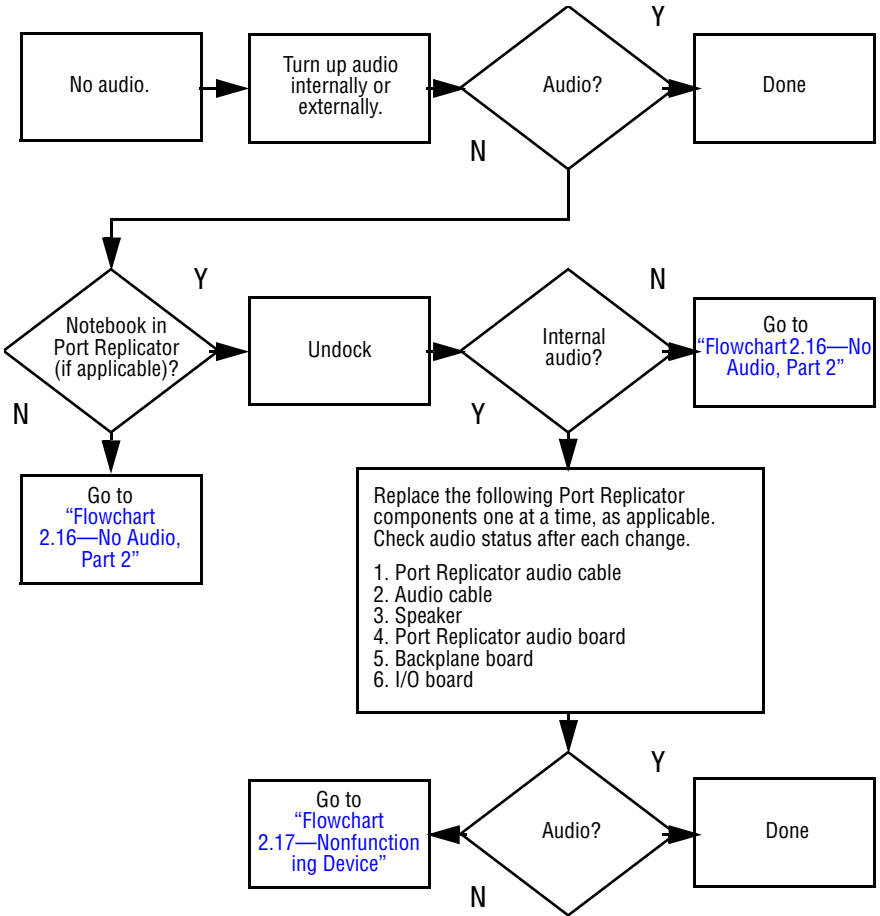 Y
No audio.
Turn up audio
internally or
externally.
Audio?
Done
N
Y
Notebook in
Port Replicator
(if applicable)?
N
Undock
N
Internal
audio?
Y
Go to
“Flowchart2.16—No
Audio, Part 2”
Go to
“Flowchart
2.16—No Audio,
Part 2”
Replace the following Port Replicator
components one at a time, as applicable.
Check audio status after each change.
1. Port Replicator audio cable
2. Audio cable
3. Speaker
4. Port Replicator audio board
5. Backplane board
6. I/O board
Y
Go to
“Flowchart
2.17—Nonfunction
ing Device”
Audio?
Done
N